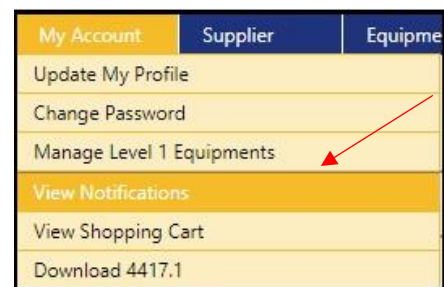 My Account Supplier Equipme
Update My Profile
Change Password
Manage Level 1 Equipments
View Notifications
View Shopping Cart
Download 4417.1